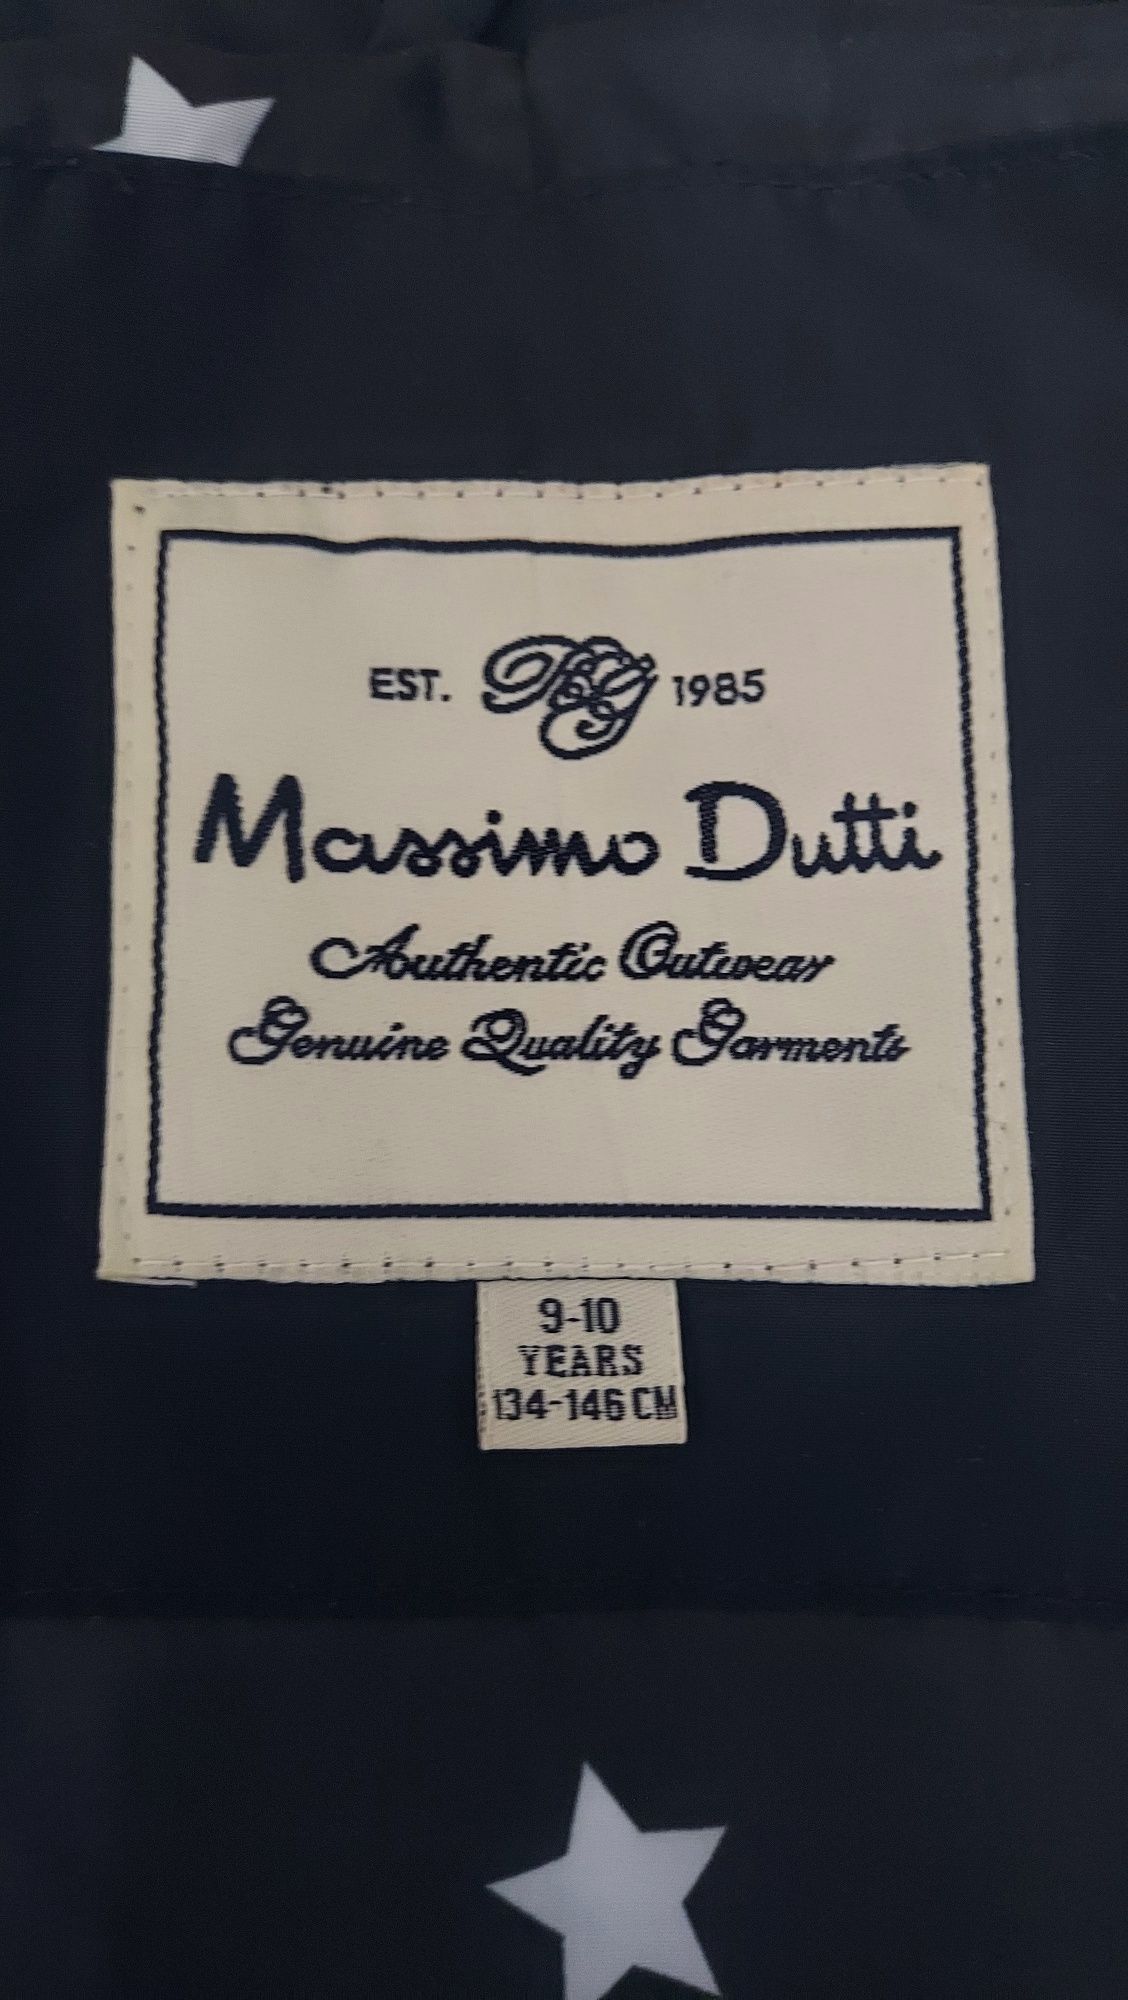 EST. 1985
Massimo Dutti
Authentic Outwear
Genuine Quality Garments
9-10
YEARS
134-146 CM